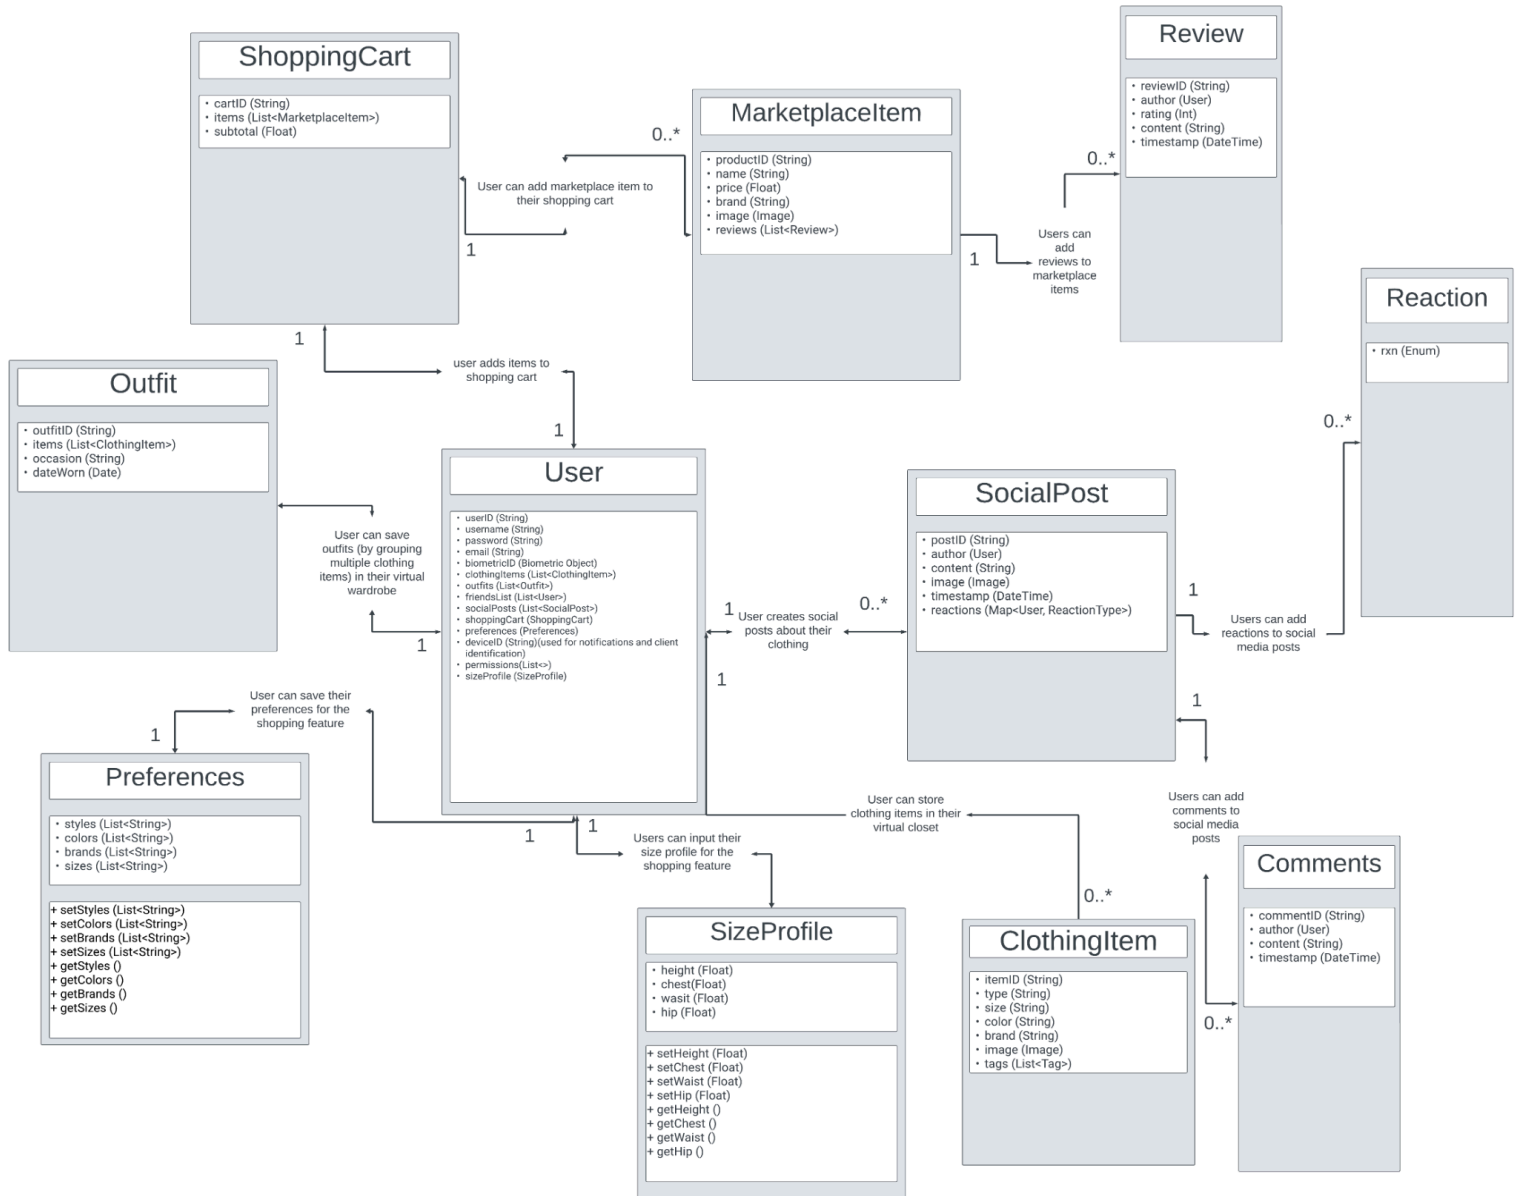 ShoppingCart
• cartID (String)
• items (List<MarketplaceItem>)
• subtotal (Float)
1
1
User can add marketplace item to
their shopping cart
0..*
MarketplaceItem
• productID (String)
• name (String)
• price (Float)
• brand (String)
• image (Image)
• reviews (List<Review>)
1
Users can
add
reviews to
marketplace
items
0..*
Review
• reviewID (String)
• author (User)
• rating (Int)
• content (String)
• timestamp (DateTime)
user adds items to
shopping cart
1
Outfit
• outfitID (String)
• items (List<ClothingItem>)
• occasion (String)
• dateWorn (Date)
User can save
outfits (by grouping
multiple clothing
items) in their virtual
wardrobe
1
User
• userID (String)
• username (String)
• password (String)
• email (String)
• biometricID (Biometric Object)
• clothingItems (List<ClothingItem>)
• outfits (List<Outfit>)
• friendsList (List<User>)
• socialPosts (List<SocialPost>)
• shoppingCart (ShoppingCart)
• preferences (Preferences)
• deviceID (String)(used for notifications and client
identification)
• permissions(List<>)
• sizeProfile (SizeProfile)
1
User creates social
posts about their
clothing
0..*
1
SocialPost
• postID (String)
• author (User)
• content (String)
• image (Image)
• timestamp (DateTime)
• reactions (Map<User, ReactionType>)
1
Users can add
reactions to social
media posts
0..*
Reaction
• rxn (Enum)
1
Users can add
comments to
social media
posts
0..*
Comments
• commentID (String)
• author (User)
• content (String)
• timestamp (DateTime)
User can save their
preferences for the
shopping feature
1
1
Preferences
• styles (List<String>)
• colors (List<String>)
• brands (List<String>)
• sizes (List<String>)
+ setStyles (List<String>)
+ setColors (List<String>)
+ setBrands (List<String>)
+ setSizes (List<String>)
+ getStyles ()
+ getColors ()
+ getBrands ()
+ getSizes ()
1
Users can input their
size profile for the
shopping feature
SizeProfile
• height (Float)
• chest(Float)
• wasit (Float)
• hip (Float)
+ setHeight (Float)
+ setChest (Float)
+ setWaist (Float)
+ setHip (Float)
+ getHeight ()
+ getChest ()
+ getWaist ()
+ getHip ()
User can store
clothing items in their
virtual closet
0..*
ClothingItem
• itemID (String)
• type (String)
• size (String)
• color (String)
• brand (String)
• image (Image)
• tags (List<Tag>)